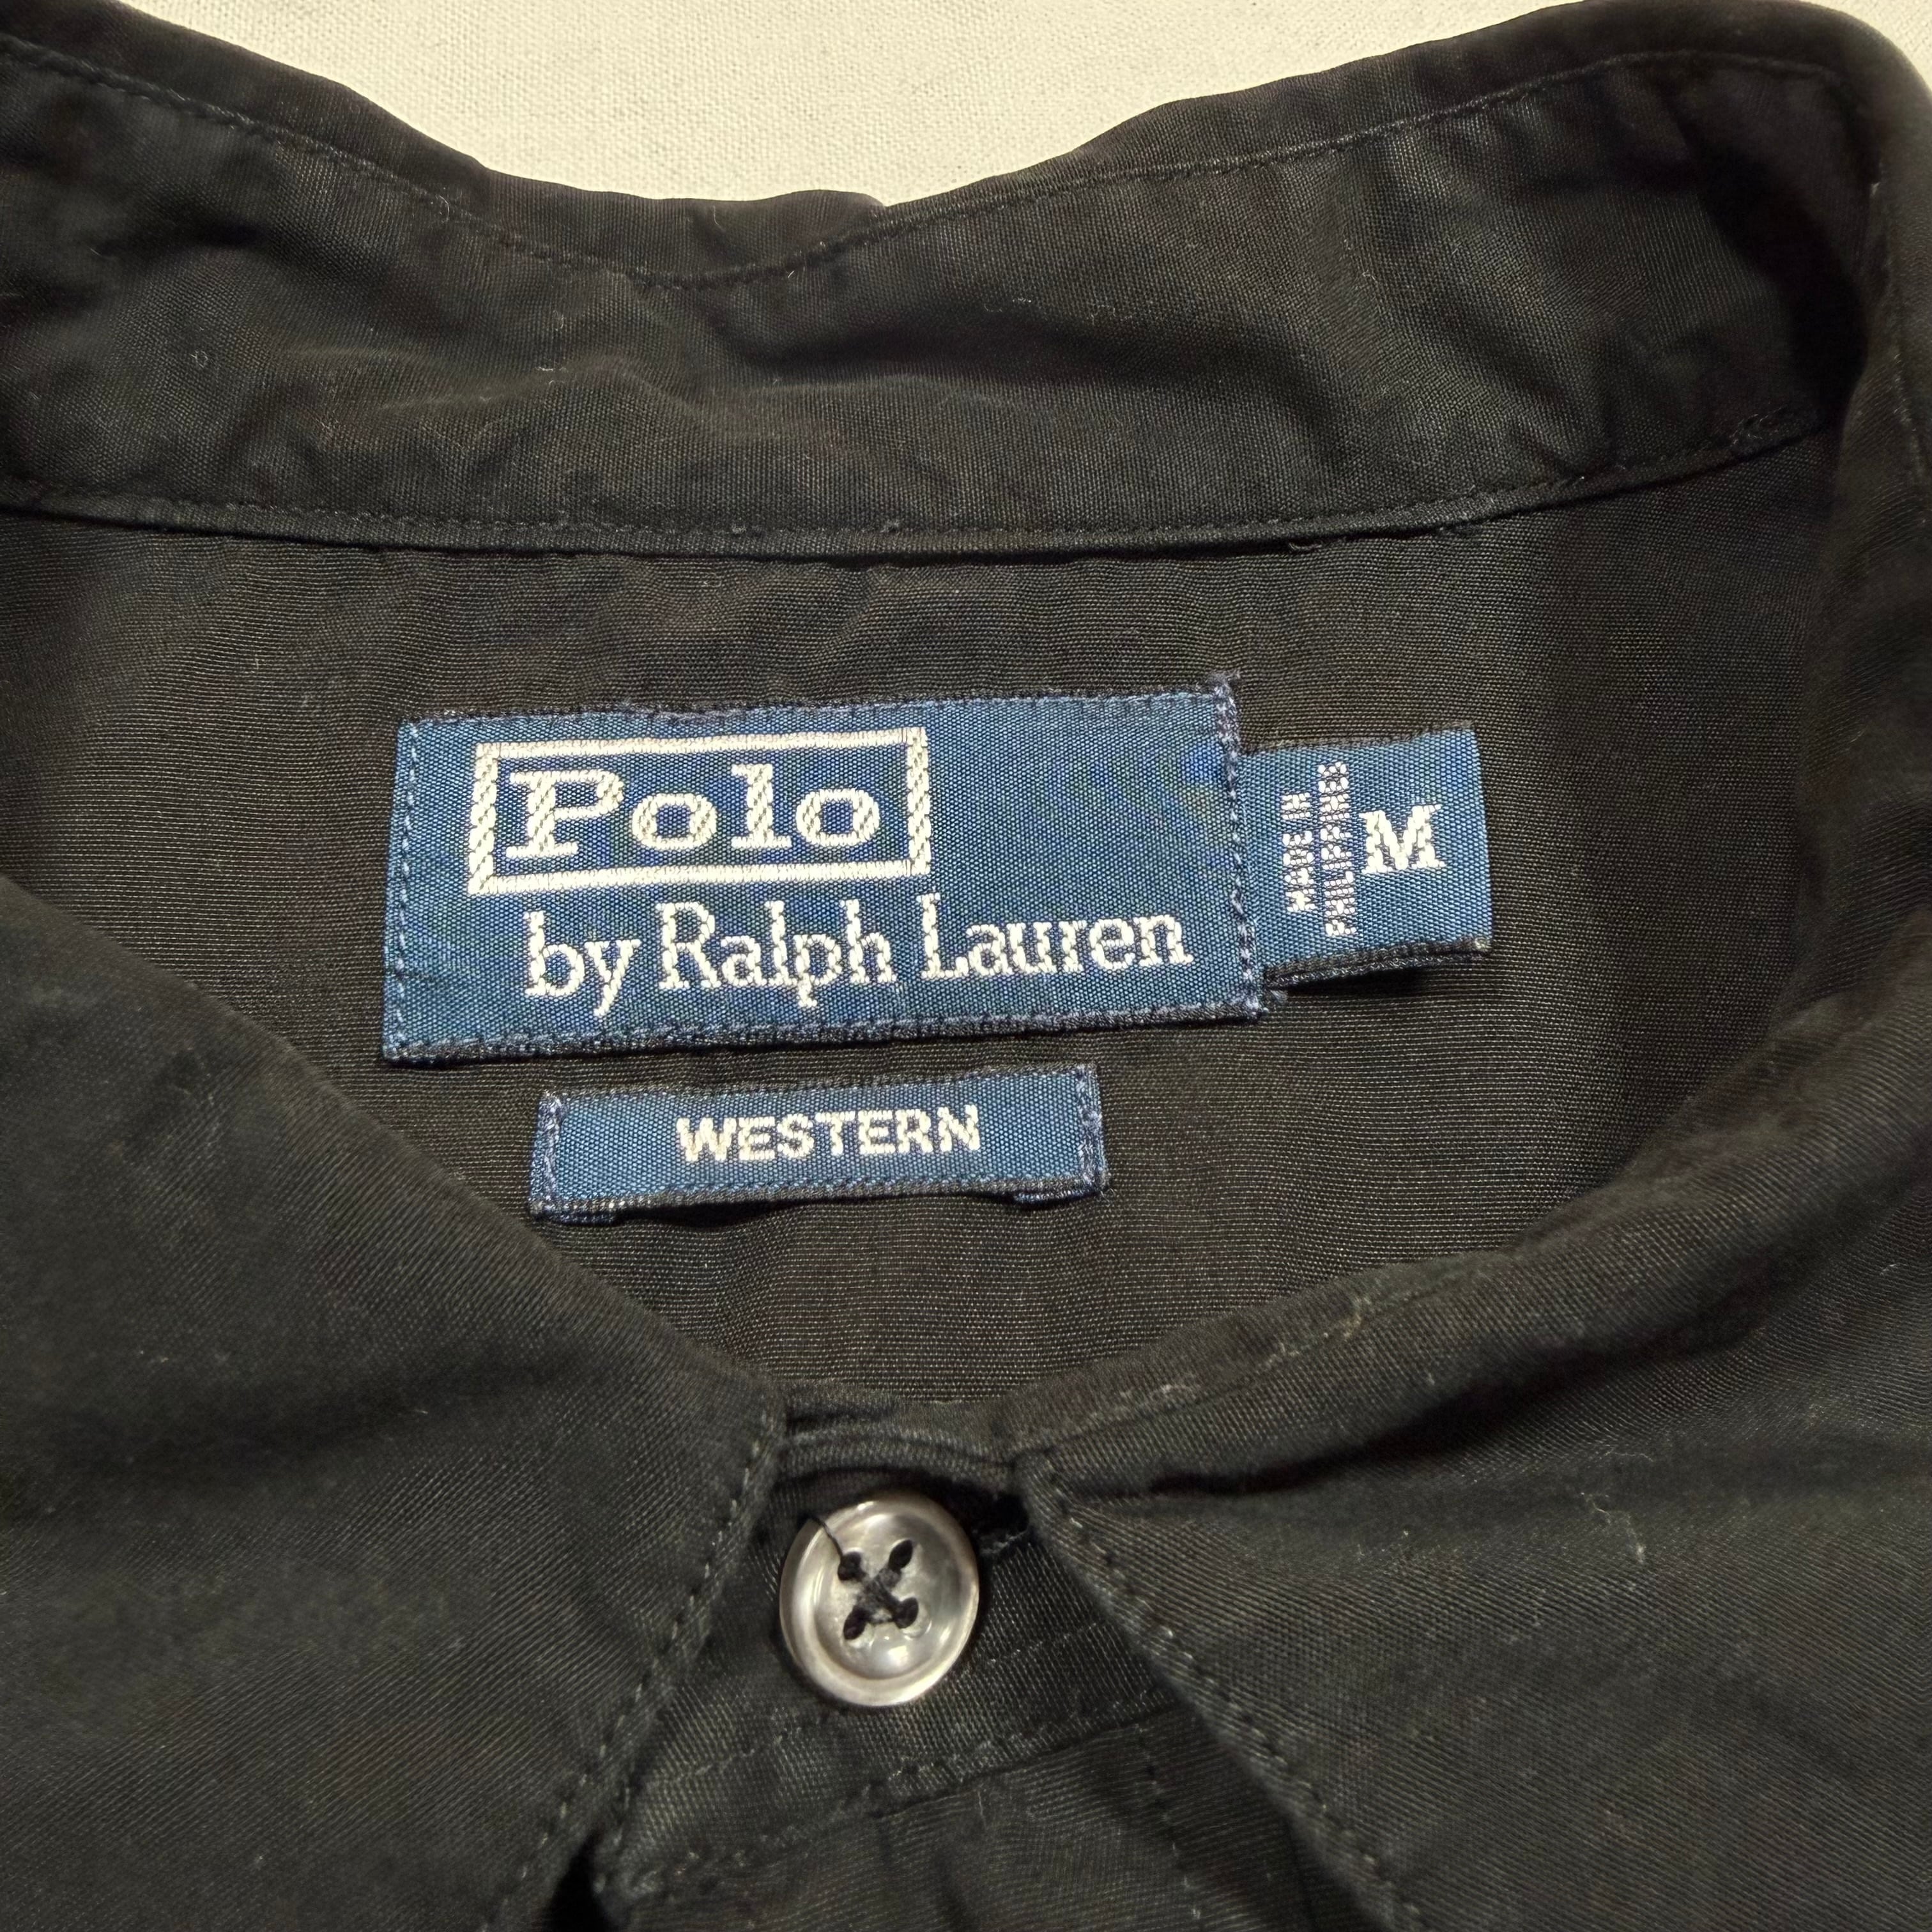 Polo
by Ralph Lauren
MADE IN
PHILIPPINES
M
WESTERN